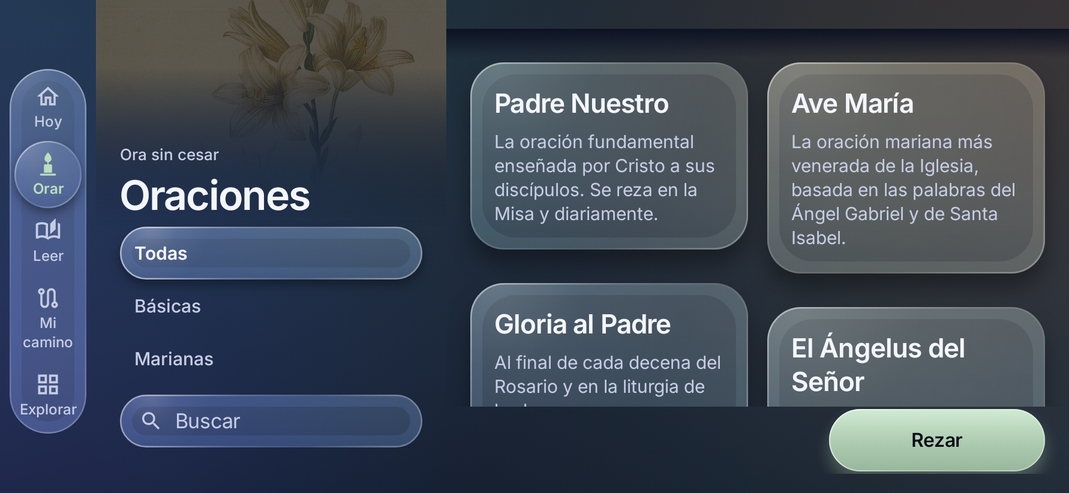 Hoy
Orar
Leer
Mi
camino
Explorar
Ora sin cesar
Oraciones
Todas
Básicas
Marianas
Buscar
Padre Nuestro
La oración fundamental
enseñada por Cristo a sus
discípulos. Se reza en la
Misa y diariamente.
Ave María
La oración mariana más
venerada de la Iglesia,
basada en las palabras del
Ángel Gabriel y de Santa
Isabel.
Gloria al Padre
Al final de cada decena del
Rosario y en la liturgia de
El Ángelus del
Señor
Rezar